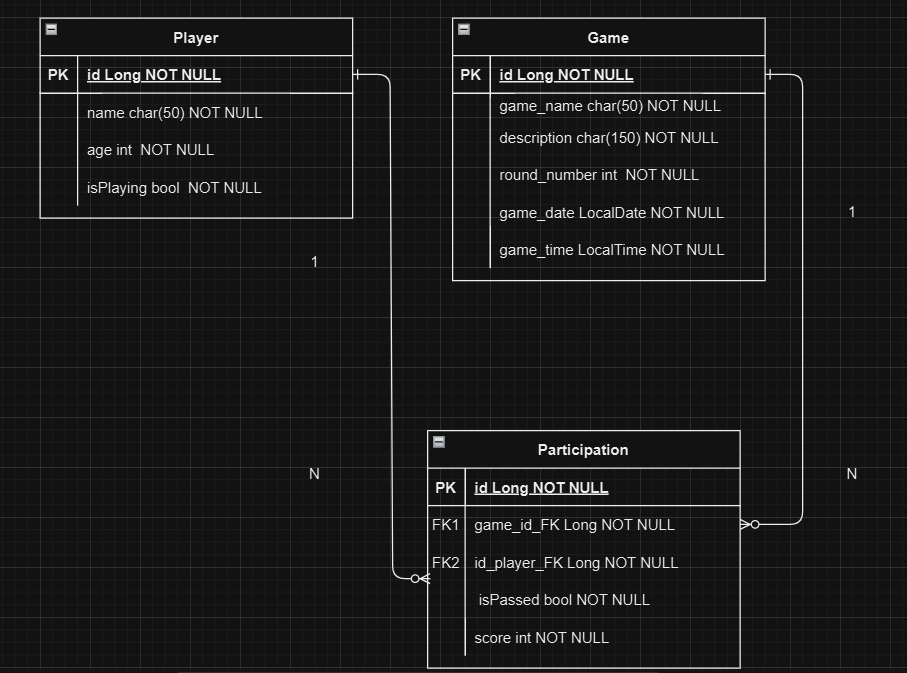 Player
PK id Long NOT NULL
name char(50) NOT NULL
age int  NOT NULL
isPlaying bool  NOT NULL
Game
PK id Long NOT NULL
game_name char(50) NOT NULL
description char(150) NOT NULL
round_number int  NOT NULL
game_date LocalDate NOT NULL
game_time LocalTime NOT NULL
1
1
N
N
Participation
PK id Long NOT NULL
FK1 game_id_FK Long NOT NULL
FK2 id_player_FK Long NOT NULL
isPassed bool NOT NULL
score int NOT NULL